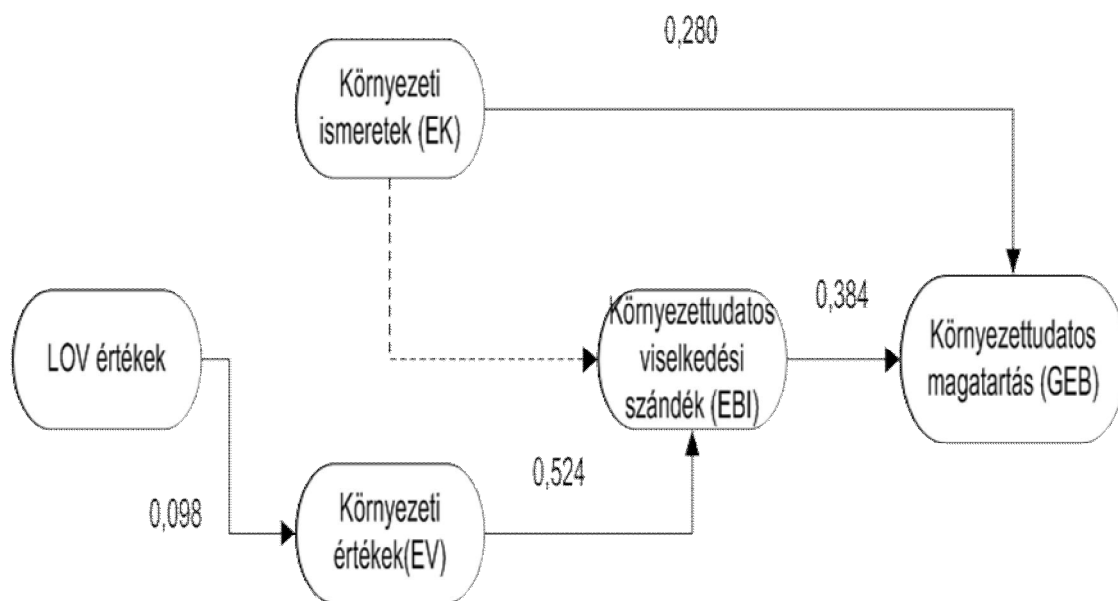 0,280
Környezeti
ismeretek (EK)
LOV értékek
Környezettudatos
viselkedési
szándék (EBI)
0,384
Környezettudatos
magatartás (GEB)
0,098
Környezeti
értékek(EV)
0,524